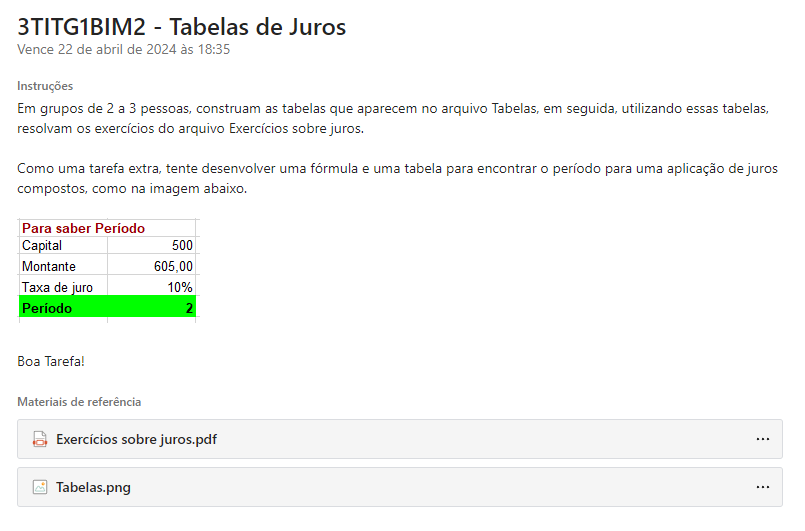 3TITG1BIM2 - Tabelas de Juros
Vence 22 de abril de 2024 às 18:35
Instruções
Em grupos de 2 a 3 pessoas, construam as tabelas que aparecem no arquivo Tabelas, em seguida, utilizando essas tabelas,
resolvam os exercícios do arquivo Exercícios sobre juros.
Como uma tarefa extra, tente desenvolver uma fórmula e uma tabela para encontrar o período para uma aplicação de juros
compostos, como na imagem abaixo.
Para saber Período
Capital 500
Montante 605,00
Taxa de juro 10%
Período 2
Boa Tarefa!
Materiais de referência
Exercícios sobre juros.pdf
Tabelas.png